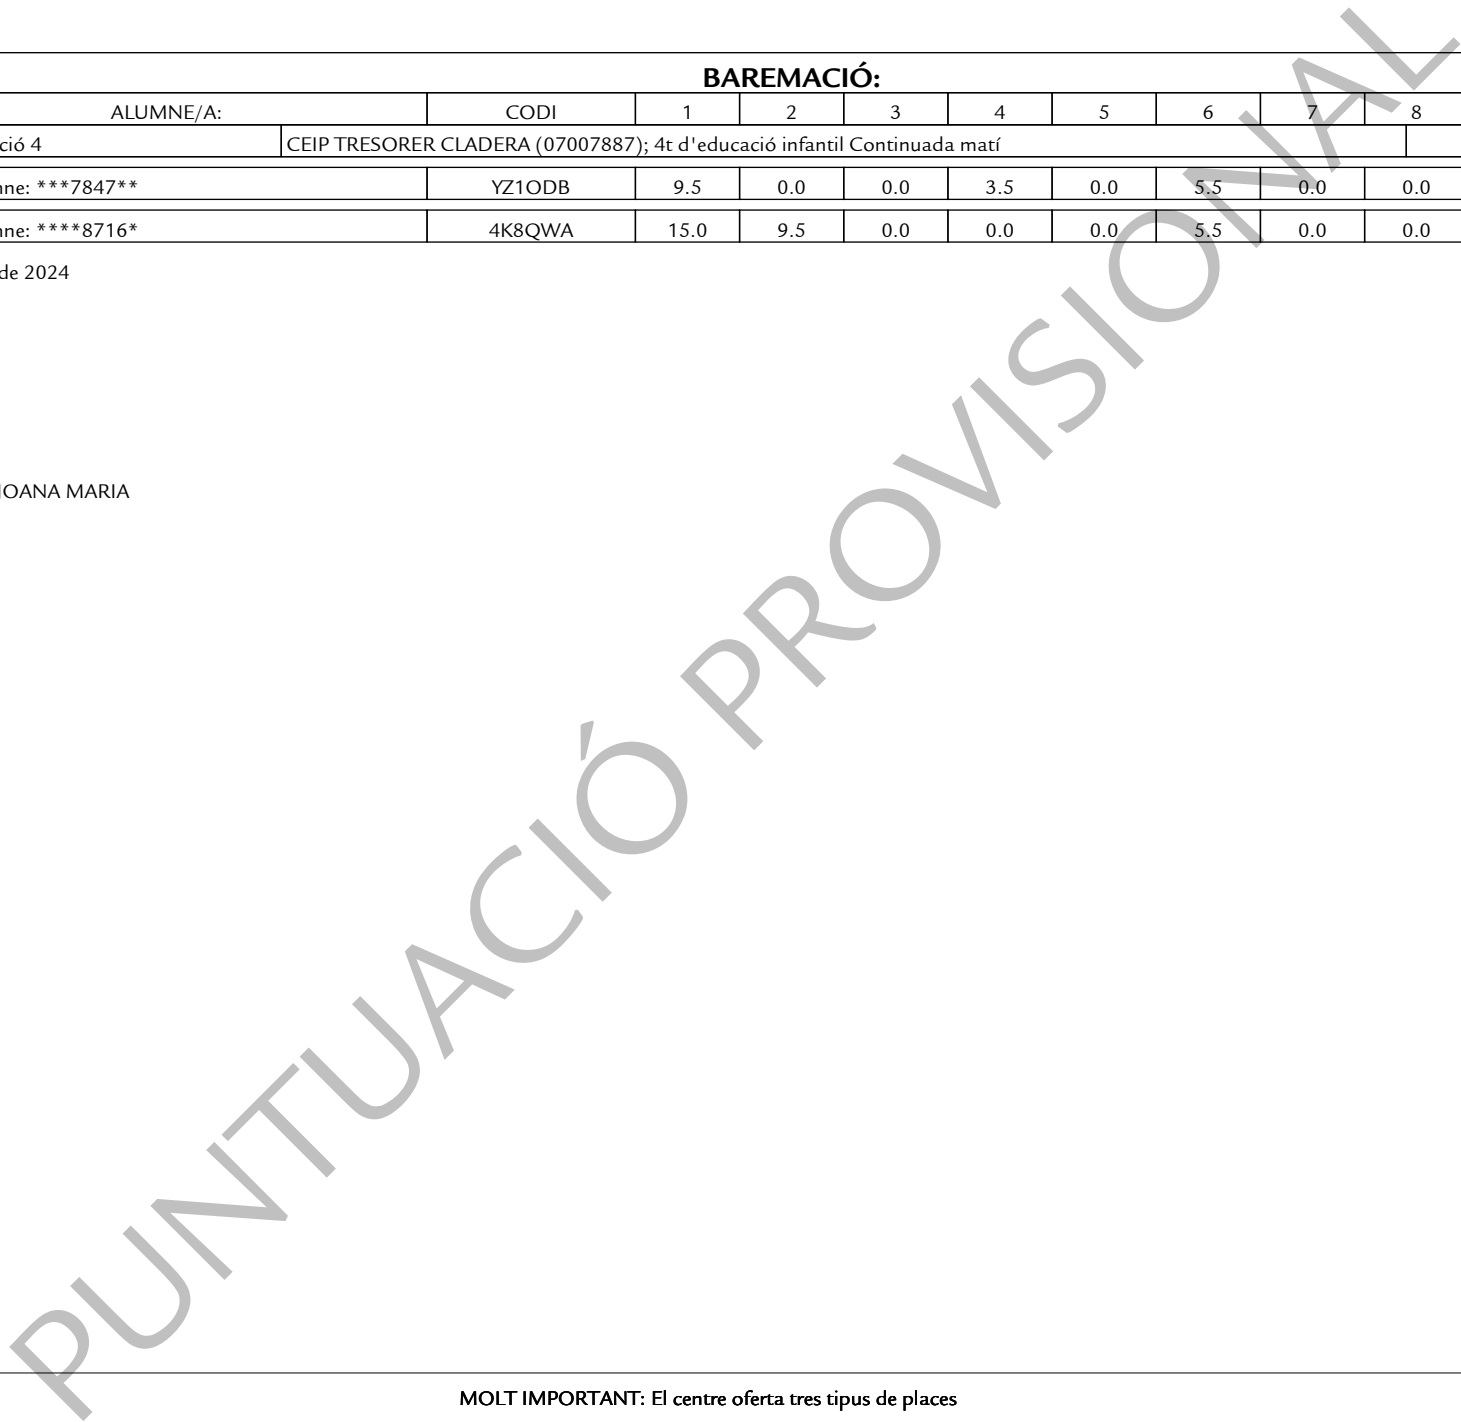 BAREMACIÓ:
ALUMNE/A: CODI 1 2 3 4 5 6 7 8
ció 4 CEIP TRESORER CLADERA (07007887); 4t d'educació infantil Continuada matí
ne: ***7847** YZ1ODB 9.5 0.0 0.0 3.5 0.0 5.5 0.0 0.0
ne: ****8716* 4K8QWA 15.0 9.5 0.0 0.0 0.0 5.5 0.0 0.0
de 2024
JOANA MARIA
PUNTUACIÓ PROVISIONAL
MOLT IMPORTANT: El centre oferta tres tipus de places